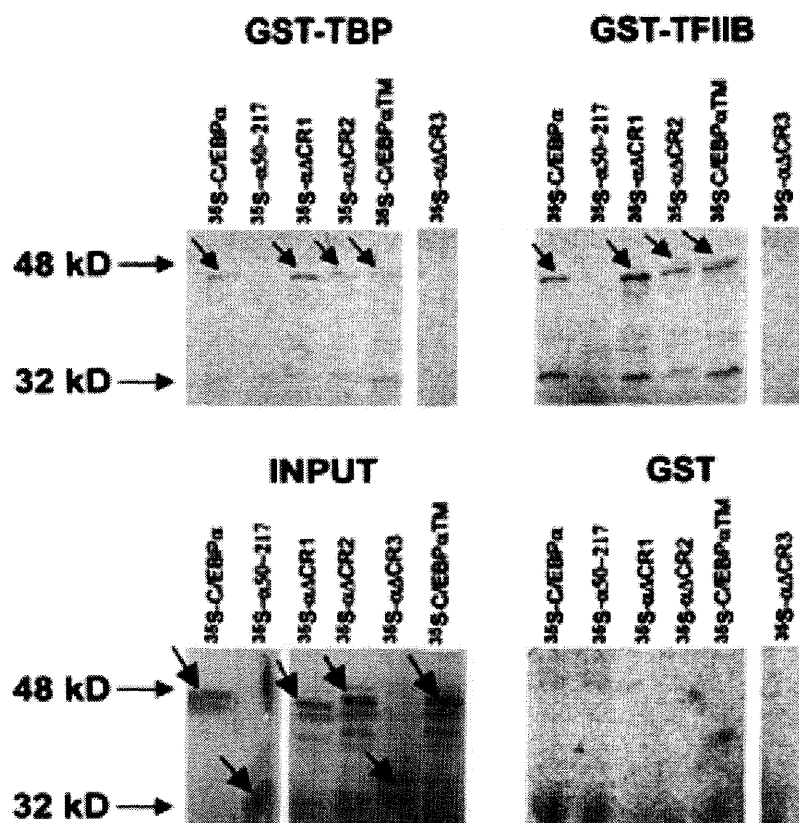 GST-TBP
³⁵S-C/EBPα
³⁵S-α50-217
³⁵S-αΔCR1
³⁵S-αΔCR2
³⁵S-C/EBPαTM
³⁵S-αΔCR3
48 kD
32 kD
GST-TFIIB
³⁵S-C/EBPα
³⁵S-α50-217
³⁵S-αΔCR1
³⁵S-αΔCR2
³⁵S-C/EBPαTM
³⁵S-αΔCR3
INPUT
³⁵S-C/EBPα
³⁵S-α50-217
³⁵S-αΔCR1
³⁵S-αΔCR2
³⁵S-αΔCR3
³⁵S-C/EBPαTM
48 kD
32 kD
GST
³⁵S-C/EBPα
³⁵S-α50-217
³⁵S-αΔCR1
³⁵S-αΔCR2
³⁵S-C/EBPαTM
³⁵S-αΔCR3